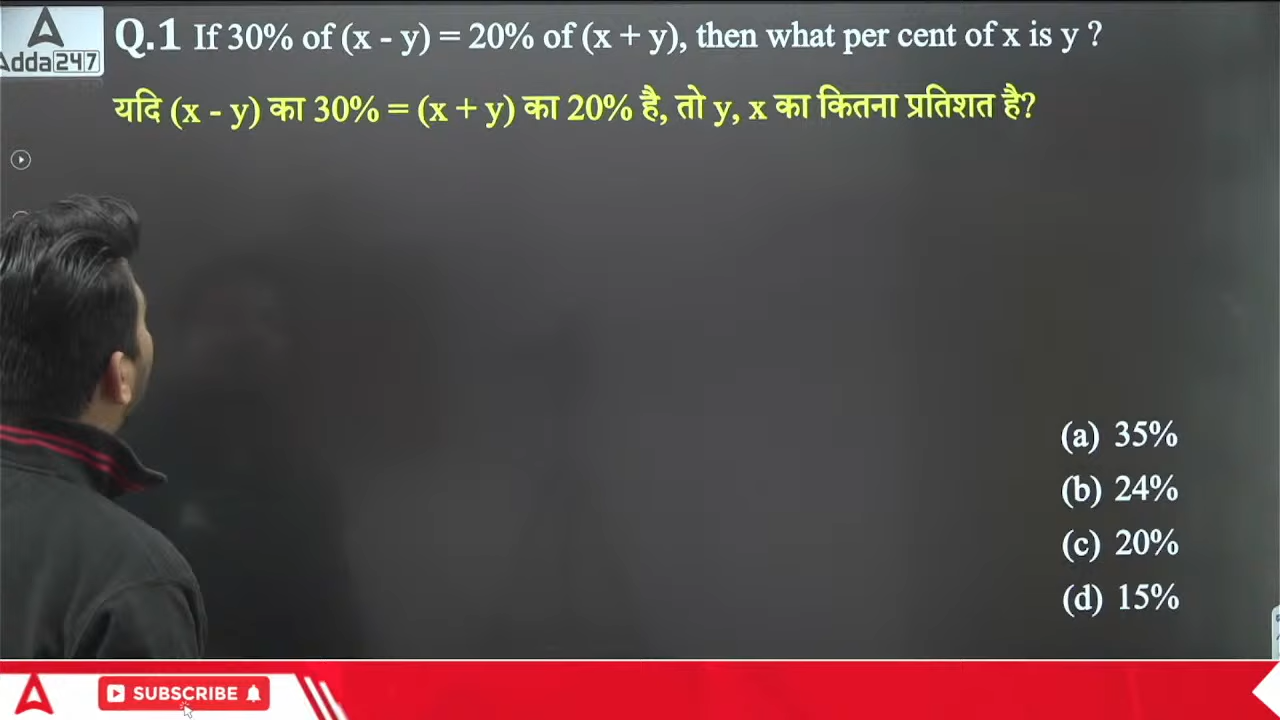 Adda247
Q.1 If 30% of (x - y) = 20% of (x + y), then what per cent of x is y ?
यदि (x - y) का 30% = (x + y) का 20% है, तो y, x का कितना प्रतिशत है?
(a) 35%
(b) 24%
(c) 20%
(d) 15%
SUBSCRIBE